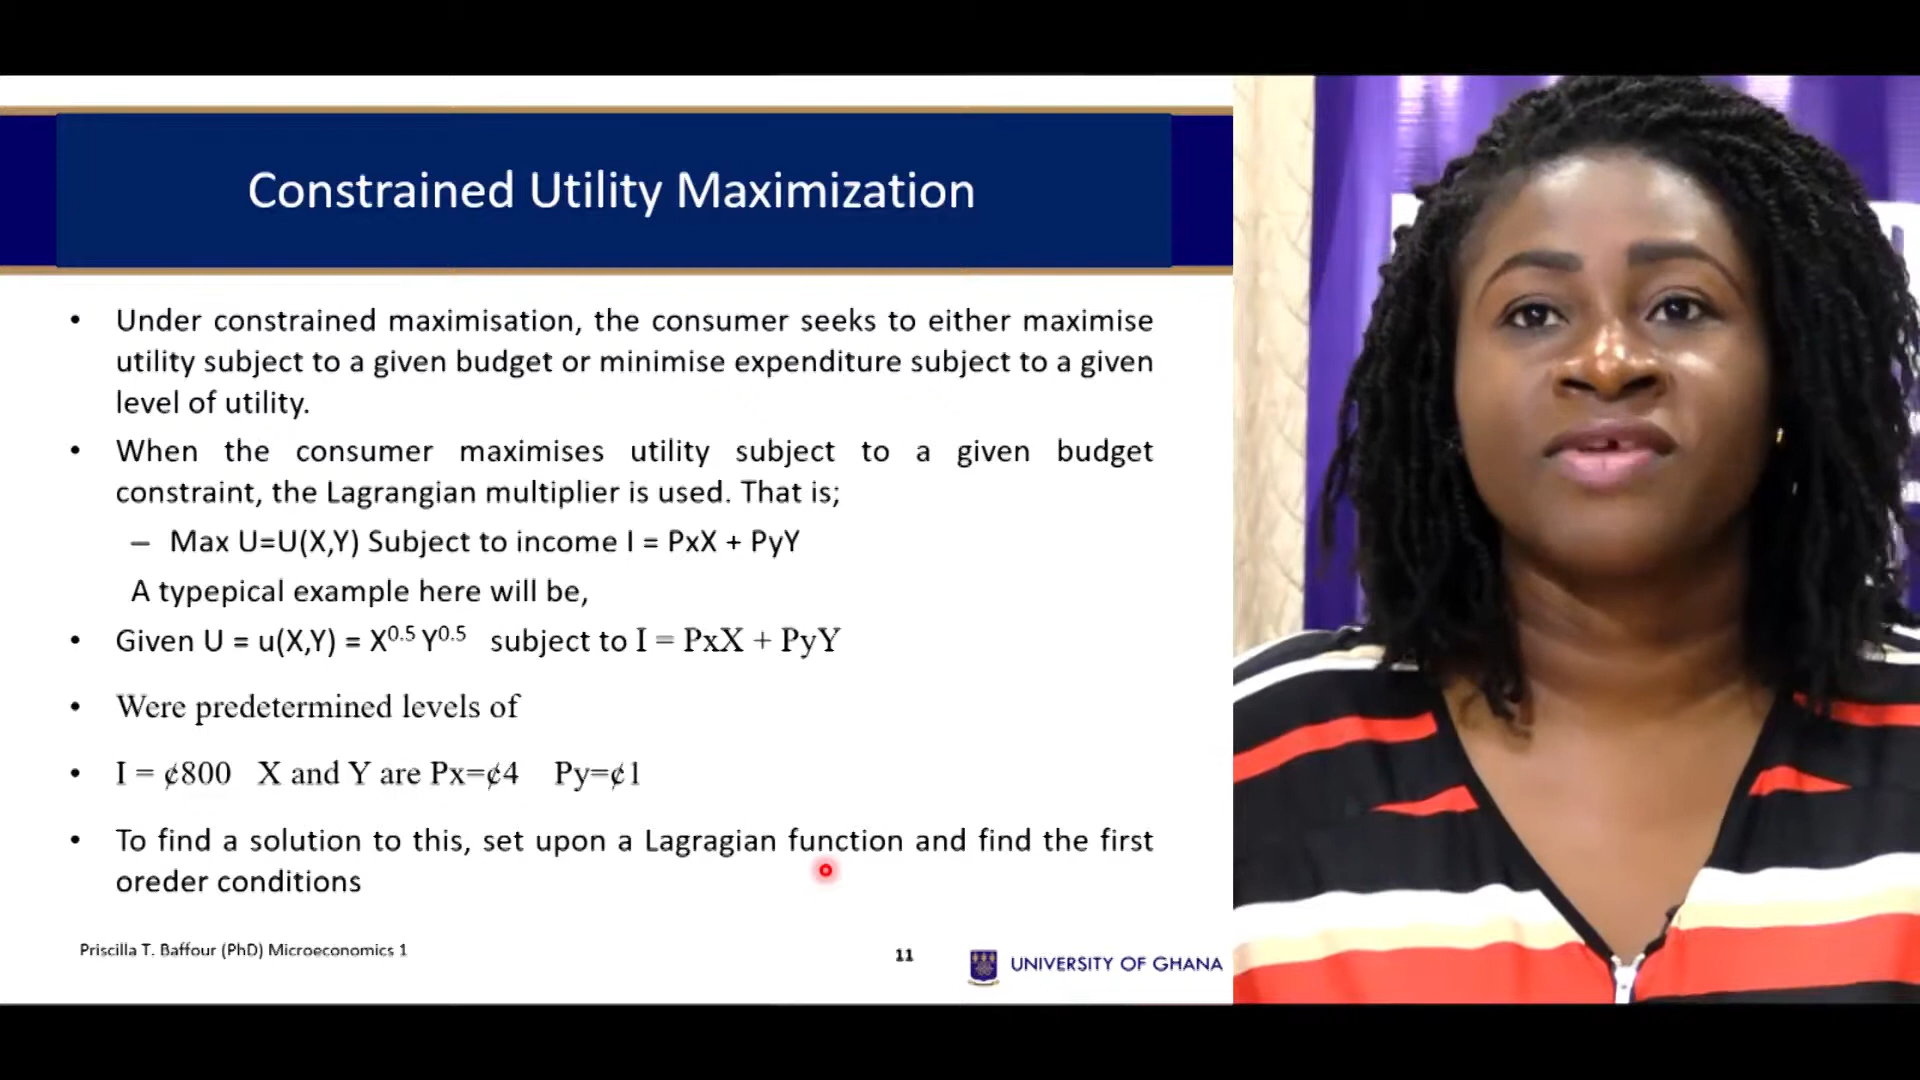 Constrained Utility Maximization
• Under constrained maximisation, the consumer seeks to either maximise
utility subject to a given budget or minimise expenditure subject to a given
level of utility.
• When the consumer maximises utility subject to a given budget
constraint, the Lagrangian multiplier is used. That is;
– Max U=U(X,Y) Subject to income I = PxX + PyY
A typepical example here will be,
• Given U = u(X,Y) = X⁰·⁵ Y⁰·⁵ subject to I = PxX + PyY
• Were predetermined levels of
• I = ¢800 X and Y are Px=¢4 Py=¢1
• To find a solution to this, set upon a Lagragian function and find the first
oreder conditions
Priscilla T. Baffour (PhD) Microeconomics 1
11
UNIVERSITY OF GHANA